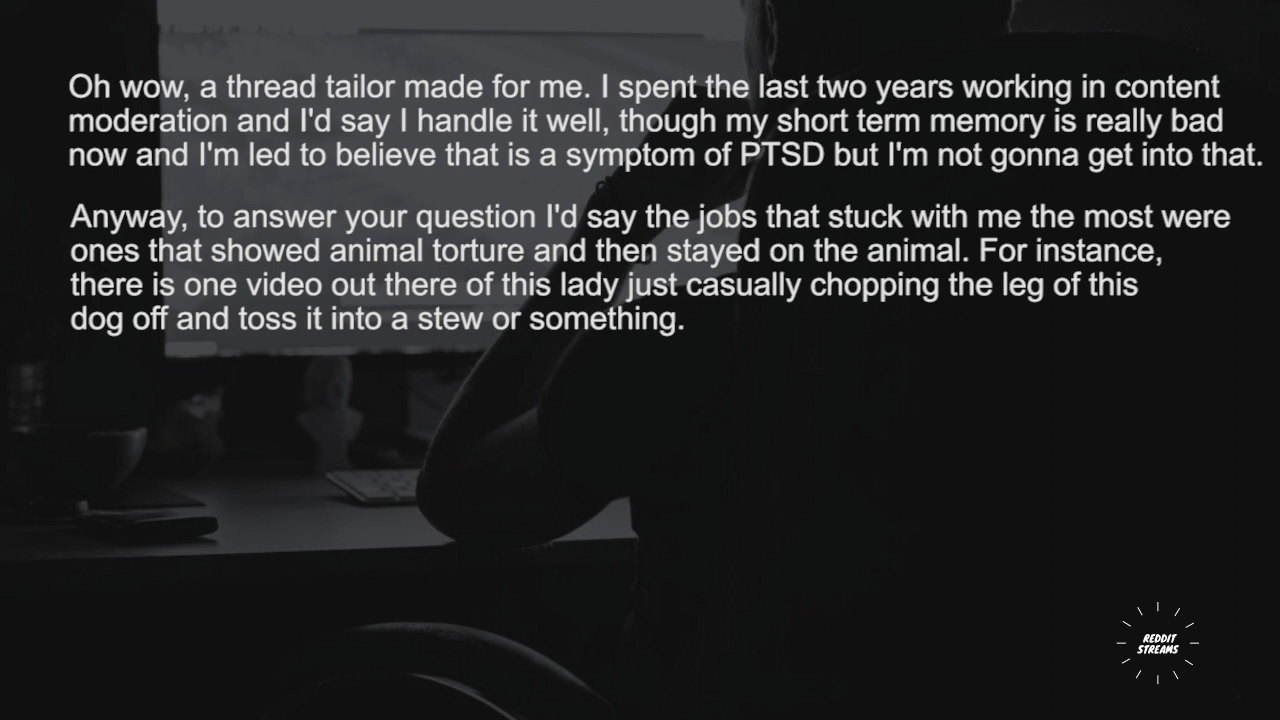 Oh wow, a thread tailor made for me. I spent the last two years working in content
moderation and I'd say I handle it well, though my short term memory is really bad
now and I'm led to believe that is a symptom of PTSD but I'm not gonna get into that.
Anyway, to answer your question I'd say the jobs that stuck with me the most were
ones that showed animal torture and then stayed on the animal. For instance,
there is one video out there of this lady just casually chopping the leg of this
dog off and toss it into a stew or something.
REDDIT
STREAMS